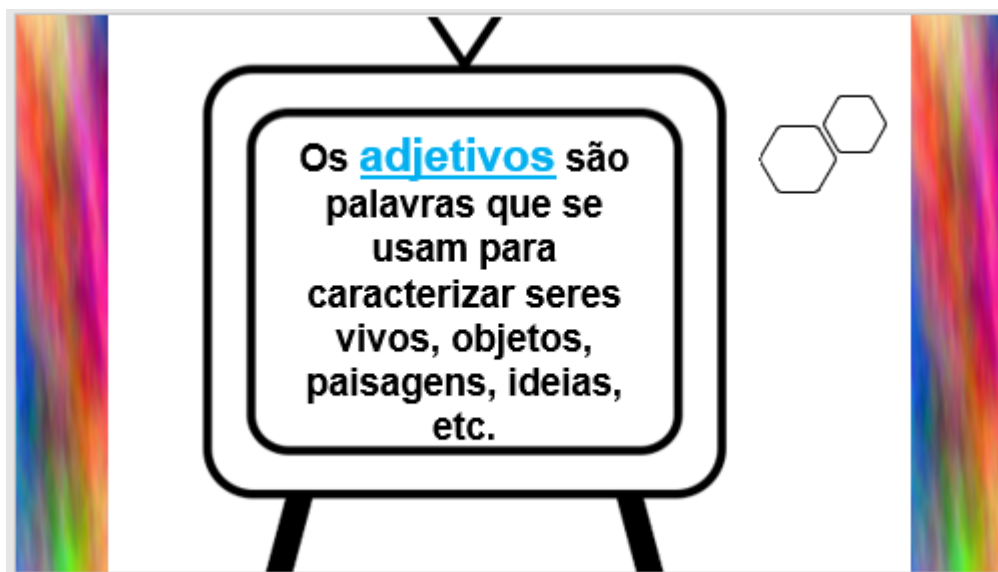 Os adjetivos são
palavras que se
usam para
caracterizar seres
vivos, objetos,
paisagens, ideias,
etc.